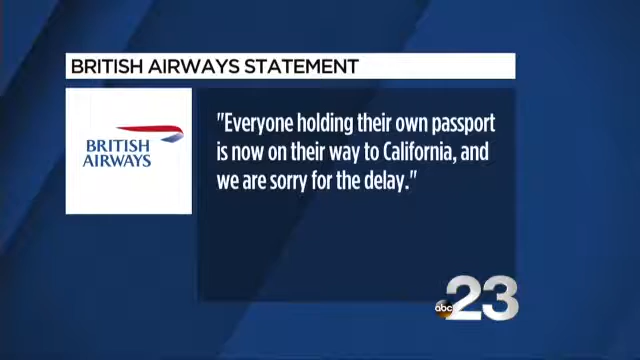 BRITISH AIRWAYS STATEMENT
BRITISH
AIRWAYS
"Everyone holding their own passport
is now on their way to California, and
we are sorry for the delay."
abc 23